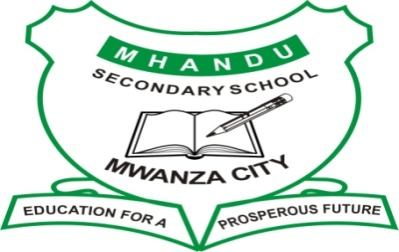 MHANDU
SECONDARY SCHOOL
MWANZA CITY
EDUCATION FOR A PROSPEROUS FUTURE